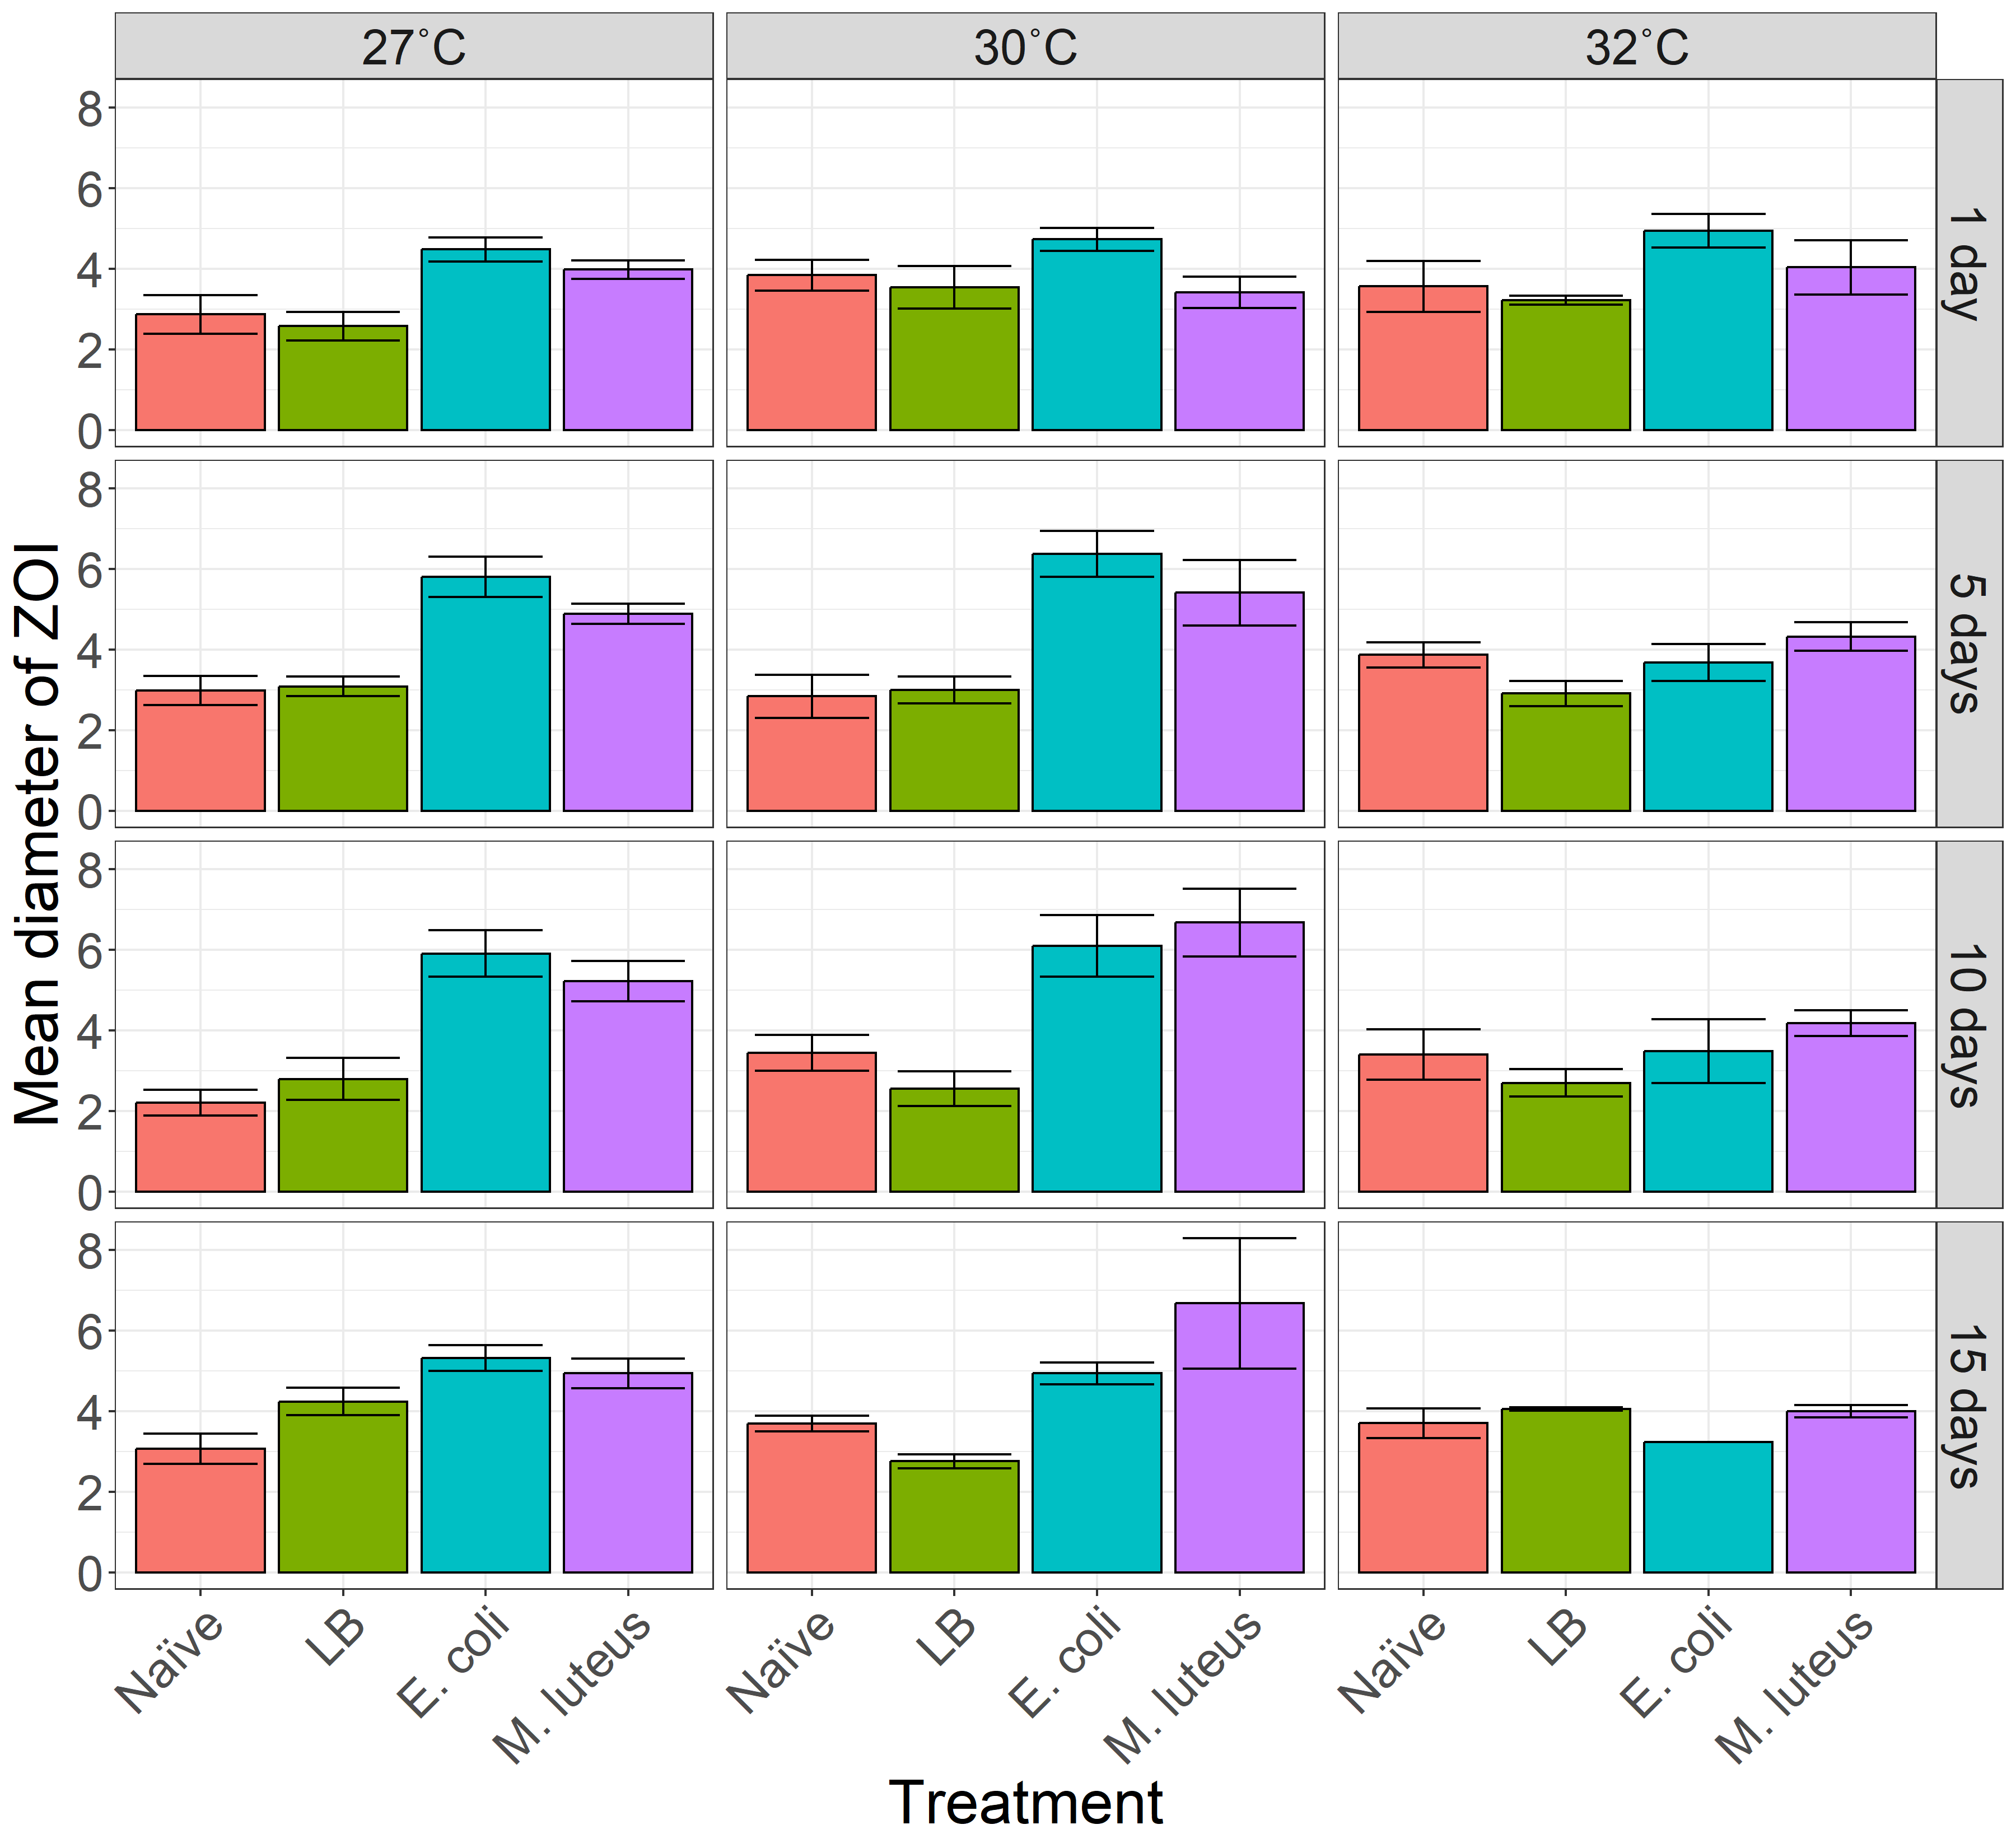 27°C 30°C 32°C
8
6
4
2
0
1 day
8
6
4
2
0
5 days
8
6
4
2
0
10 days
8
6
4
2
0
15 days
Mean diameter of ZOI
Naïve LB E. coli M. luteus Naïve LB E. coli M. luteus Naïve LB E. coli M. luteus
Treatment